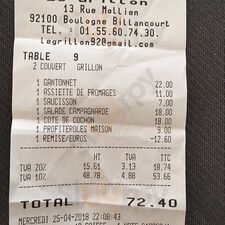 13 Rue Mollien
92100 Boulogne Billancourt
Tel : 01.55.60.74.30.
legrillon92@gmail.com
TABLE 9
2 COUVERT GRILLON
1 GANTONNET 22.00
1 ASSIETTE DE FROMAGES 11.00
1 SAUCISSON 7.00
1 SALADE CAMPAGNARDE 18.00
1 COTE DE COCHON 18.00
1 PROFITEROLES MAISON 9.00
1 REMISE/EUROS -12.60
HT TVA TTC
TVA 20% 15.61 3.13 18.74
TVA 10% 48.78 4.88 53.66
TOTAL 72.40
MERCREDI 25-04-2018 22:08:43